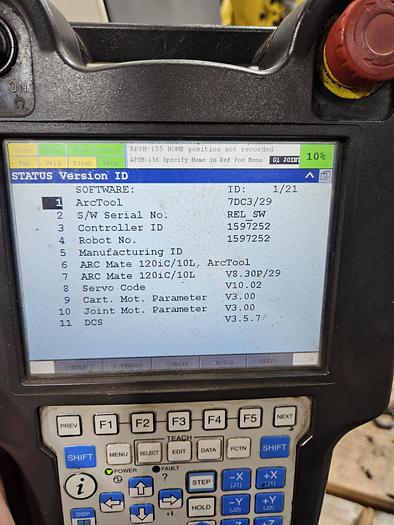 APSH-155 HOME position not recorded
APSH-156 Specify Home in Ref Pos Menu G1 JOINT 10%
STATUS Version ID
SOFTWARE: ID: 1/21
1 ArcTool 7DC3/29
2 S/W Serial No. REL_SW
3 Controller ID 1597252
4 Robot No. 1597252
5 Manufacturing ID
6 ARC Mate 120iC/10L, ArcTool
7 ARC Mate 120iC/10L V8.30P/29
8 Servo Code V10.02
9 Cart. Mot. Parameter V3.00
10 Joint Mot. Parameter V3.00
11 DCS V3.5.7
PREV F1 F2 F3 F4 F5 NEXT
TEACH
SHIFT MENU SELECT EDIT DATA FCTN SHIFT
POWER FAULT
i STEP -X (J1) +X (J1)
HOLD -Y (J2) +Y (J2)
DISP